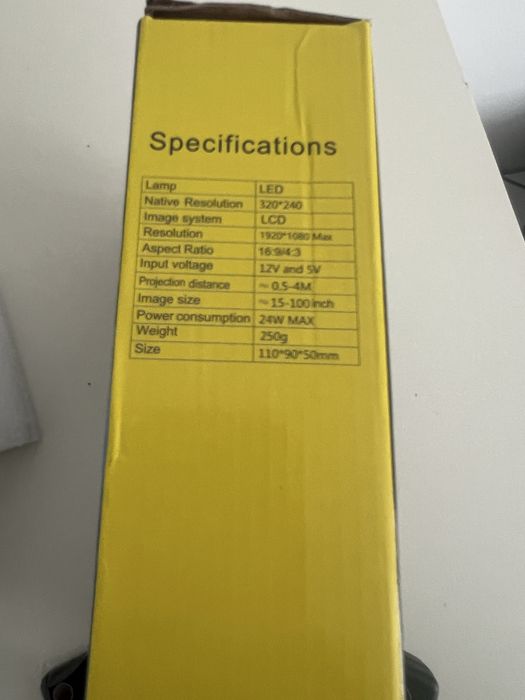 Specifications
Lamp LED
Native Resolution 320*240
Image system LCD
Resolution 1920*1080 Max
Aspect Ratio 16:9/4:3
Input voltage 12V and 5V
Projection distance ~ 0.5-4M
Image size ~ 15-100 inch
Power consumption 24W MAX
Weight 250g
Size 110*90*50mm